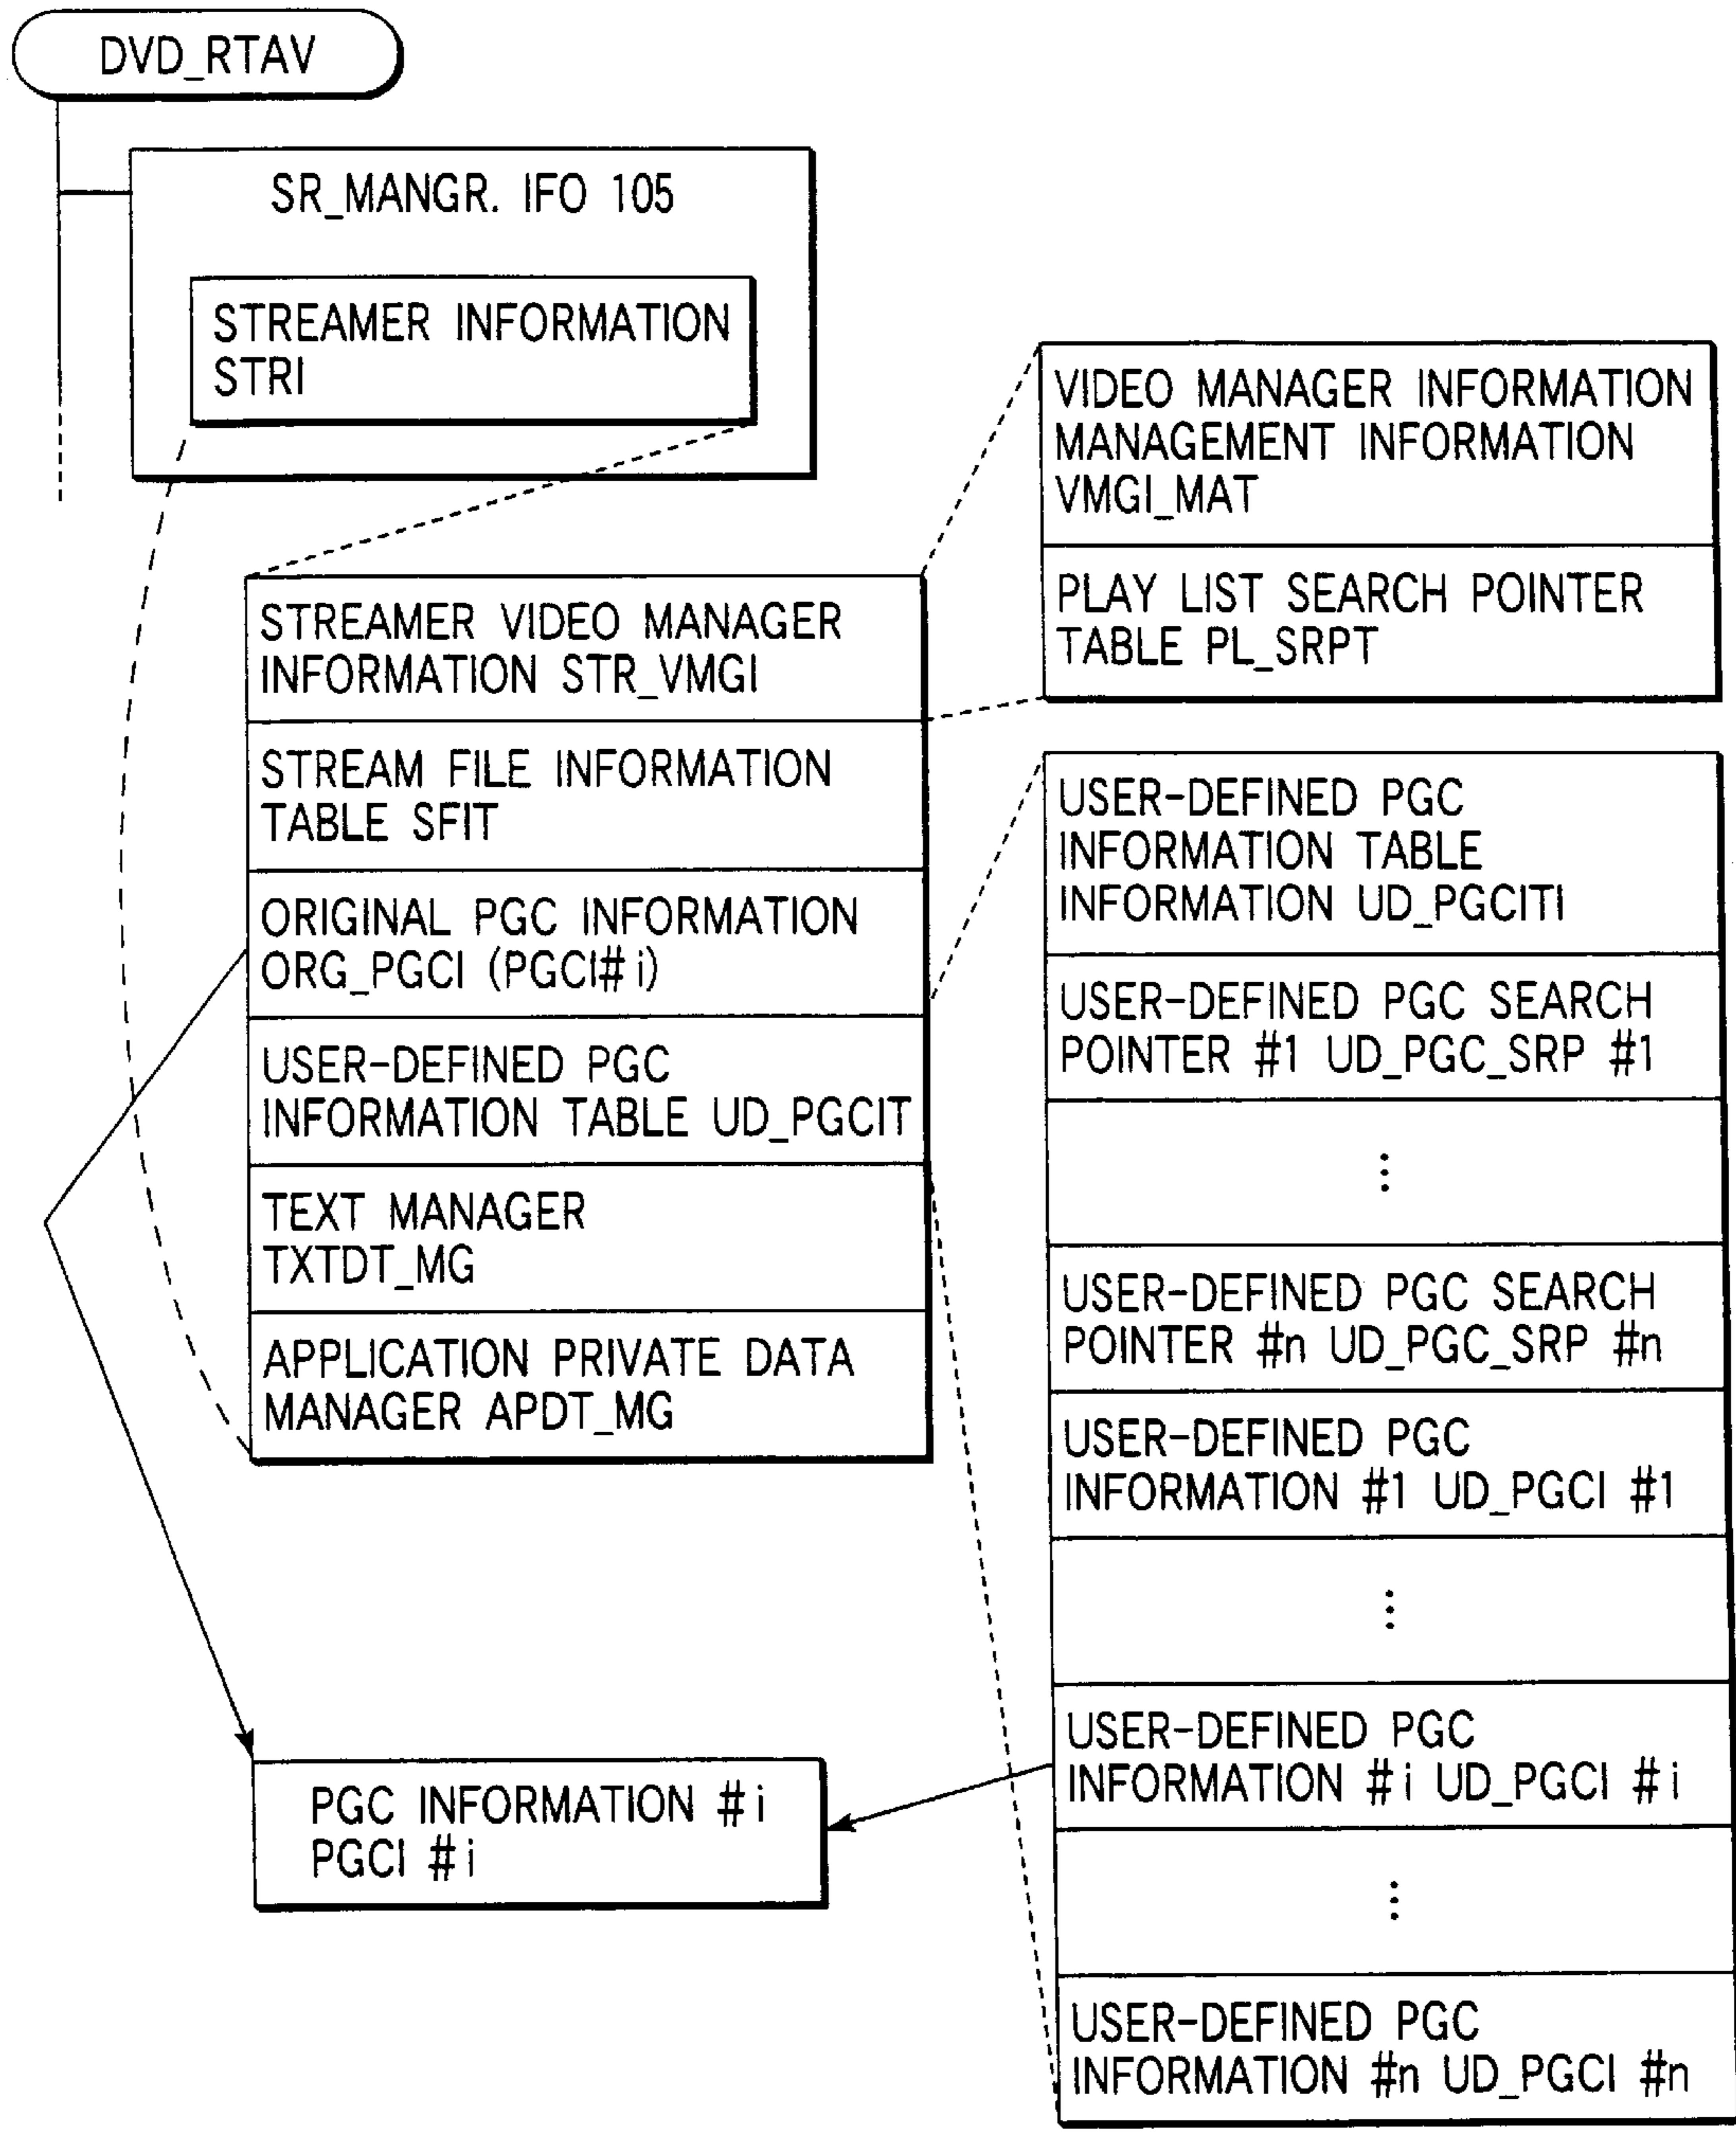 DVD_RTAV
SR_MANGR. IFO 105
STREAMER INFORMATION
STRI
STREAMER VIDEO MANAGER
INFORMATION STR_VMGI
STREAM FILE INFORMATION
TABLE SFIT
ORIGINAL PGC INFORMATION
ORG_PGCI (PGCI# i)
USER-DEFINED PGC
INFORMATION TABLE UD_PGCIT
TEXT MANAGER
TXTDT_MG
APPLICATION PRIVATE DATA
MANAGER APDT_MG
PGC INFORMATION # i
PGCI # i
VIDEO MANAGER INFORMATION
MANAGEMENT INFORMATION
VMGI_MAT
PLAY LIST SEARCH POINTER
TABLE PL_SRPT
USER-DEFINED PGC
INFORMATION TABLE
INFORMATION UD_PGCITI
USER-DEFINED PGC SEARCH
POINTER #1 UD_PGC_SRP #1
⋮
USER-DEFINED PGC SEARCH
POINTER #n UD_PGC_SRP #n
USER-DEFINED PGC
INFORMATION #1 UD_PGCI #1
⋮
USER-DEFINED PGC
INFORMATION # i UD_PGCI # i
⋮
USER-DEFINED PGC
INFORMATION #n UD_PGCI #n